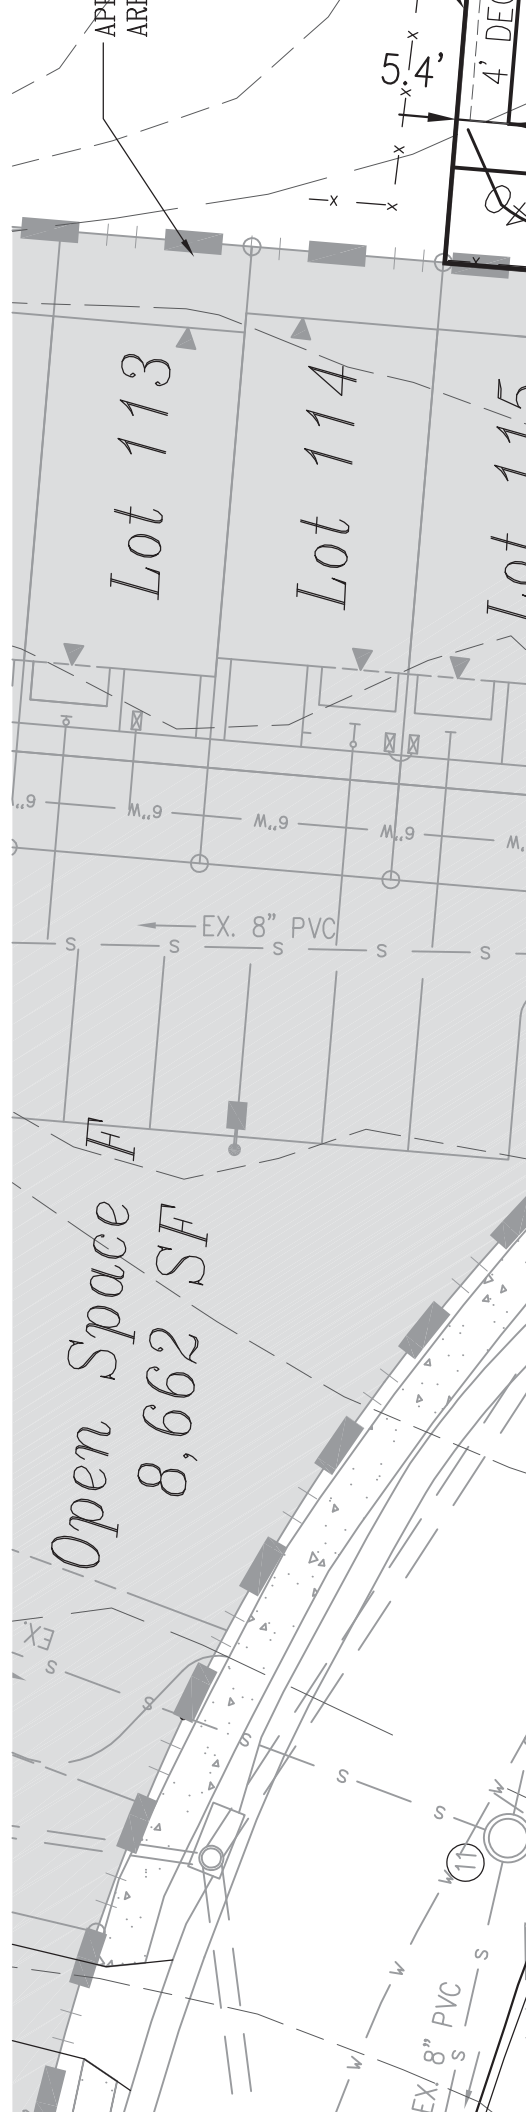 5.4'
4' DEC
Lot 113
Lot 114
Lot 115
6"W
6"W
6"W
6"W
EX. 8" PVC
S S S S S
Open Space F
8,662 SF
EX.
S S S S S
W
11
W
W
W
S
S
EX. 8" PVC